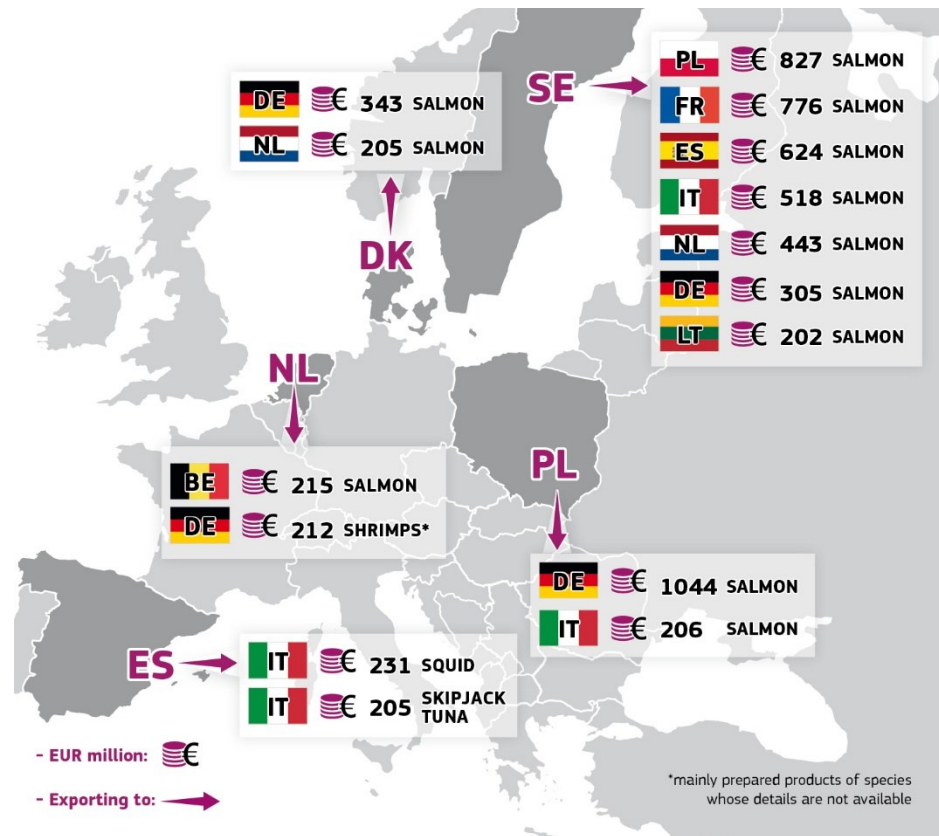 DE € 343 SALMON
NL € 205 SALMON
DK
SE
PL € 827 SALMON
FR € 776 SALMON
ES € 624 SALMON
IT € 518 SALMON
NL € 443 SALMON
DE € 305 SALMON
LT € 202 SALMON
NL
BE € 215 SALMON
DE € 212 SHRIMPS*
PL
DE € 1044 SALMON
IT € 206 SALMON
ES
IT € 231 SQUID
IT € 205 SKIPJACK
TUNA
- EUR million: €
- Exporting to:
*mainly prepared products of species
whose details are not available